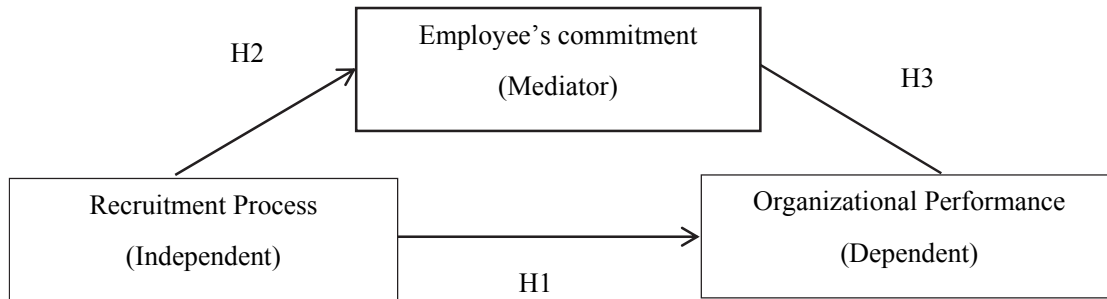 Employee’s commitment
(Mediator)
H2
H3
Recruitment Process
(Independent)
Organizational Performance
(Dependent)
H1